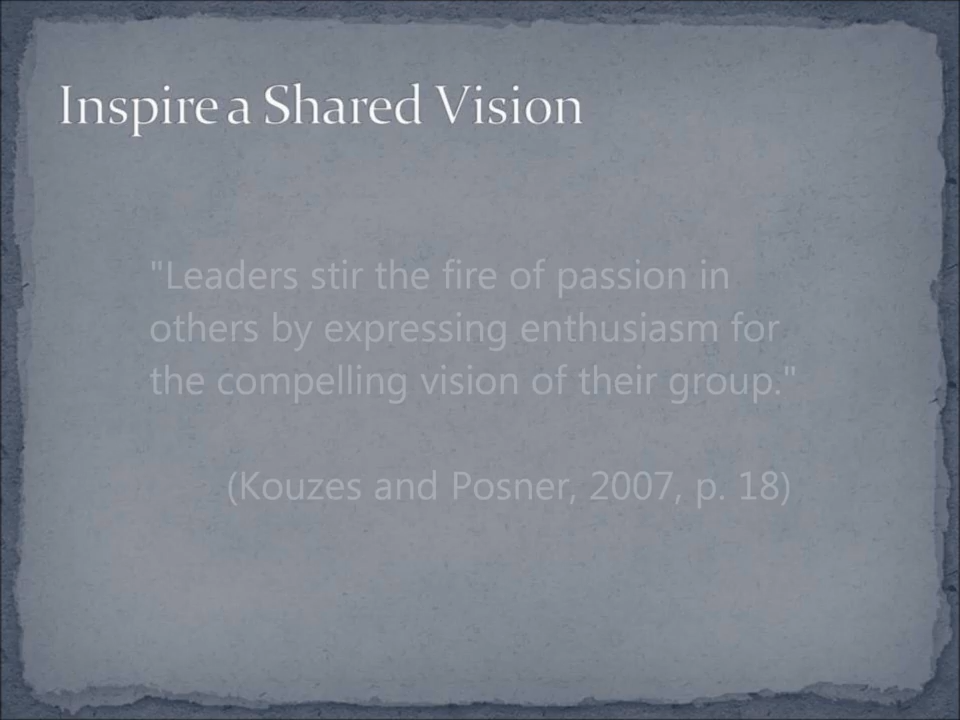 Inspire a Shared Vision
"Leaders stir the fire of passion in
others by expressing enthusiasm for
the compelling vision of their group."
(Kouzes and Posner, 2007, p. 18)